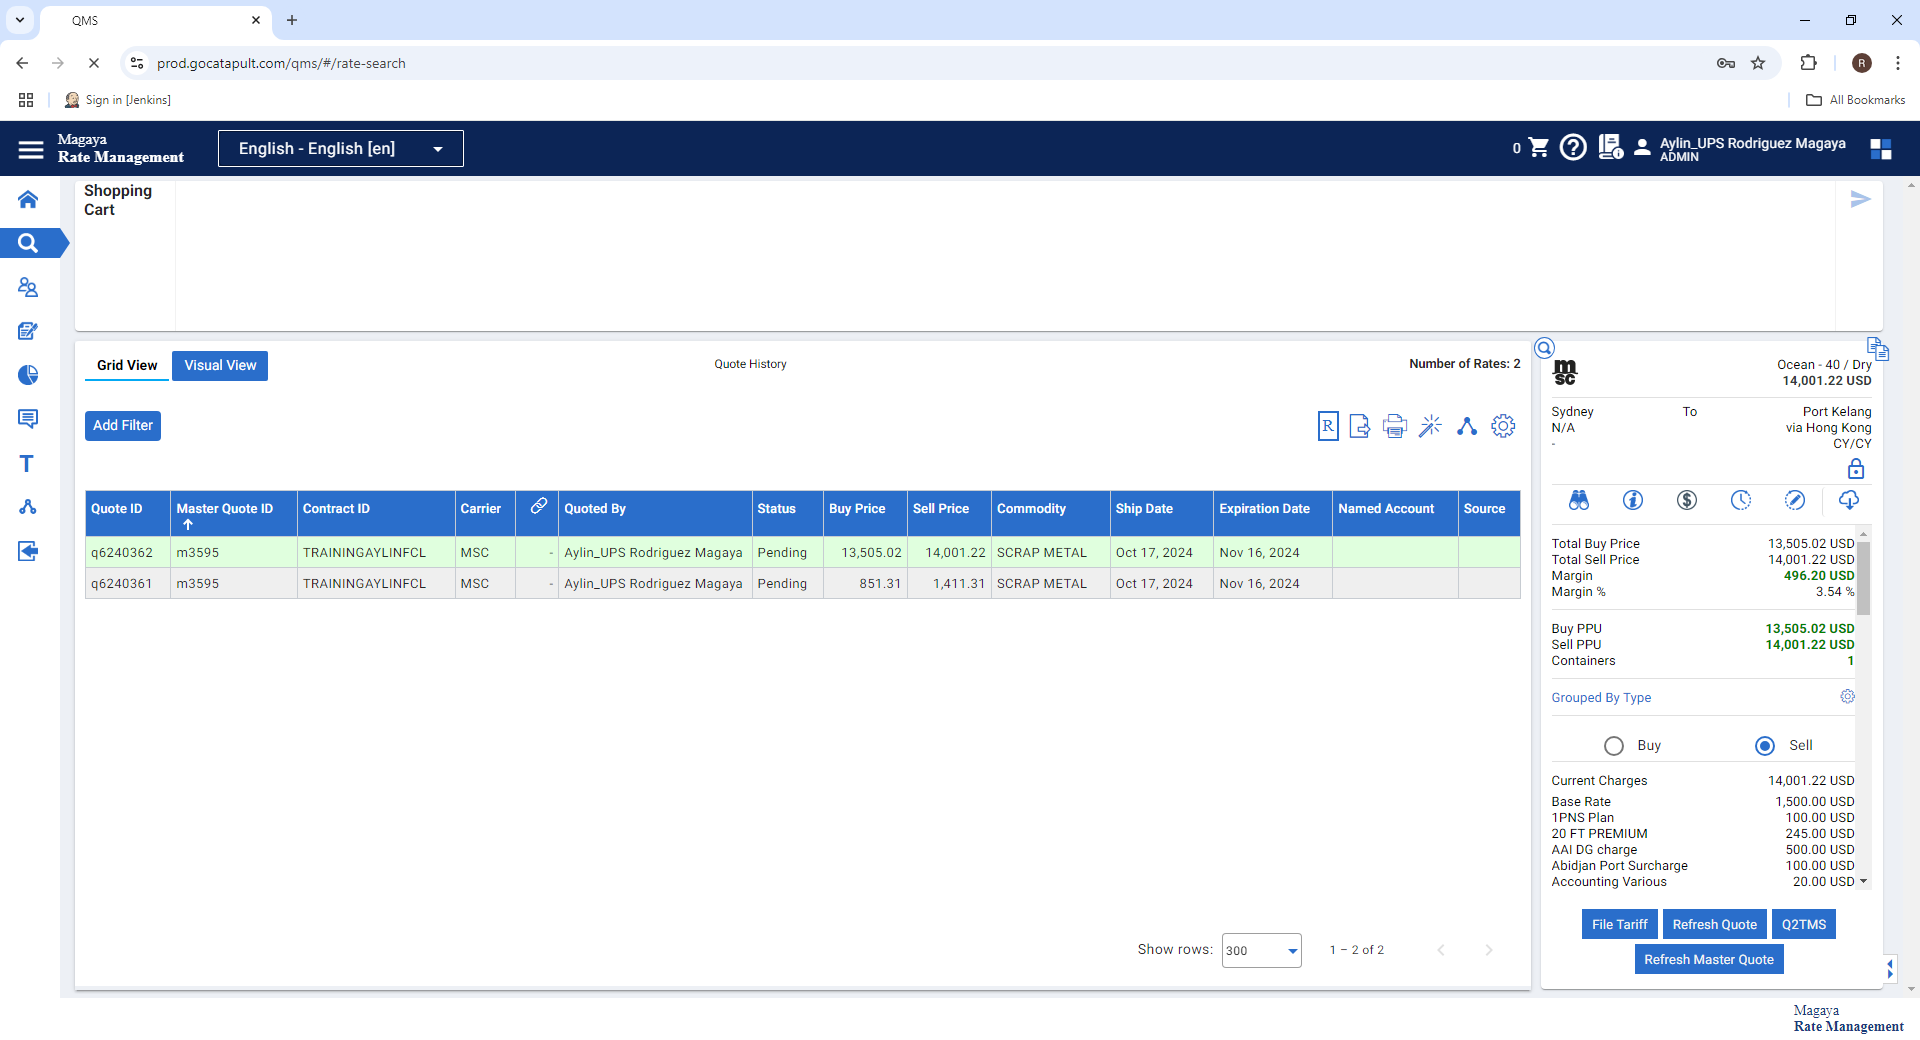 QMS
prod.gocatapult.com/qms/#/rate-search
R
Sign in [Jenkins]
All Bookmarks
Magaya
Rate Management
English - English [en]
0
Aylin_UPS Rodriguez Magaya
ADMIN
Shopping
Cart
Grid View
Visual View
Quote History
Number of Rates: 2
Add Filter
R
Quote ID Master Quote ID Contract ID Carrier Quoted By Status Buy Price Sell Price Commodity Ship Date Expiration Date Named Account Source
q6240362 m3595 TRAININGAYLINFCL MSC - Aylin_UPS Rodriguez Magaya Pending 13,505.02 14,001.22 SCRAP METAL Oct 17, 2024 Nov 16, 2024
q6240361 m3595 TRAININGAYLINFCL MSC - Aylin_UPS Rodriguez Magaya Pending 851.31 1,411.31 SCRAP METAL Oct 17, 2024 Nov 16, 2024
Show rows: 300 1 – 2 of 2
msc
Ocean - 40 / Dry
14,001.22 USD
Sydney To Port Kelang
N/A via Hong Kong
- CY/CY
Total Buy Price 13,505.02 USD
Total Sell Price 14,001.22 USD
Margin 496.20 USD
Margin % 3.54 %
Buy PPU 13,505.02 USD
Sell PPU 14,001.22 USD
Containers 1
Grouped By Type
Buy Sell
Current Charges 14,001.22 USD
Base Rate 1,500.00 USD
1PNS Plan 100.00 USD
20 FT PREMIUM 245.00 USD
AAI DG charge 500.00 USD
Abidjan Port Surcharge 100.00 USD
Accounting Various 20.00 USD
File Tariff
Refresh Quote
Q2TMS
Refresh Master Quote
Magaya
Rate Management